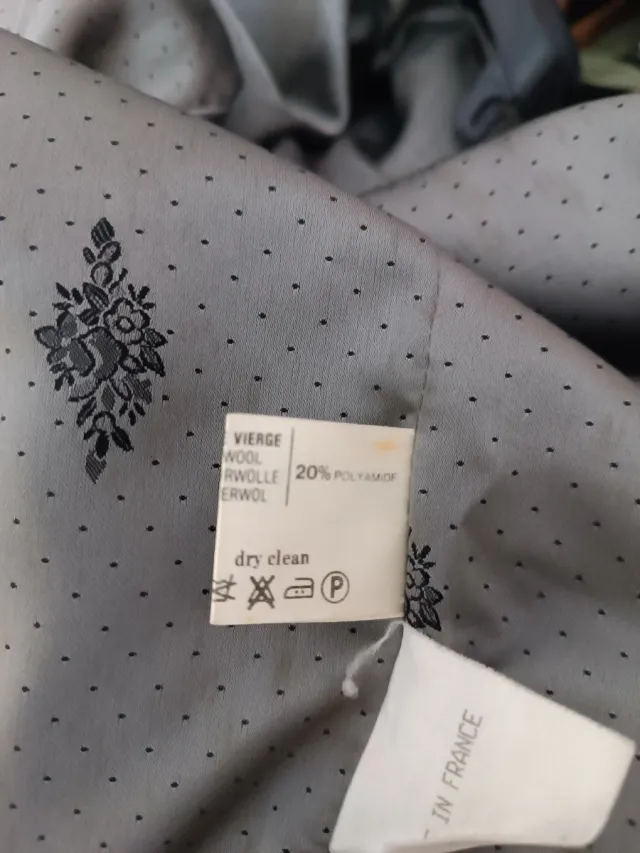 VIERGE
WOOL
RWOLLE
ERWOL
20% POLYAMIDE
dry clean
P
IN FRANCE